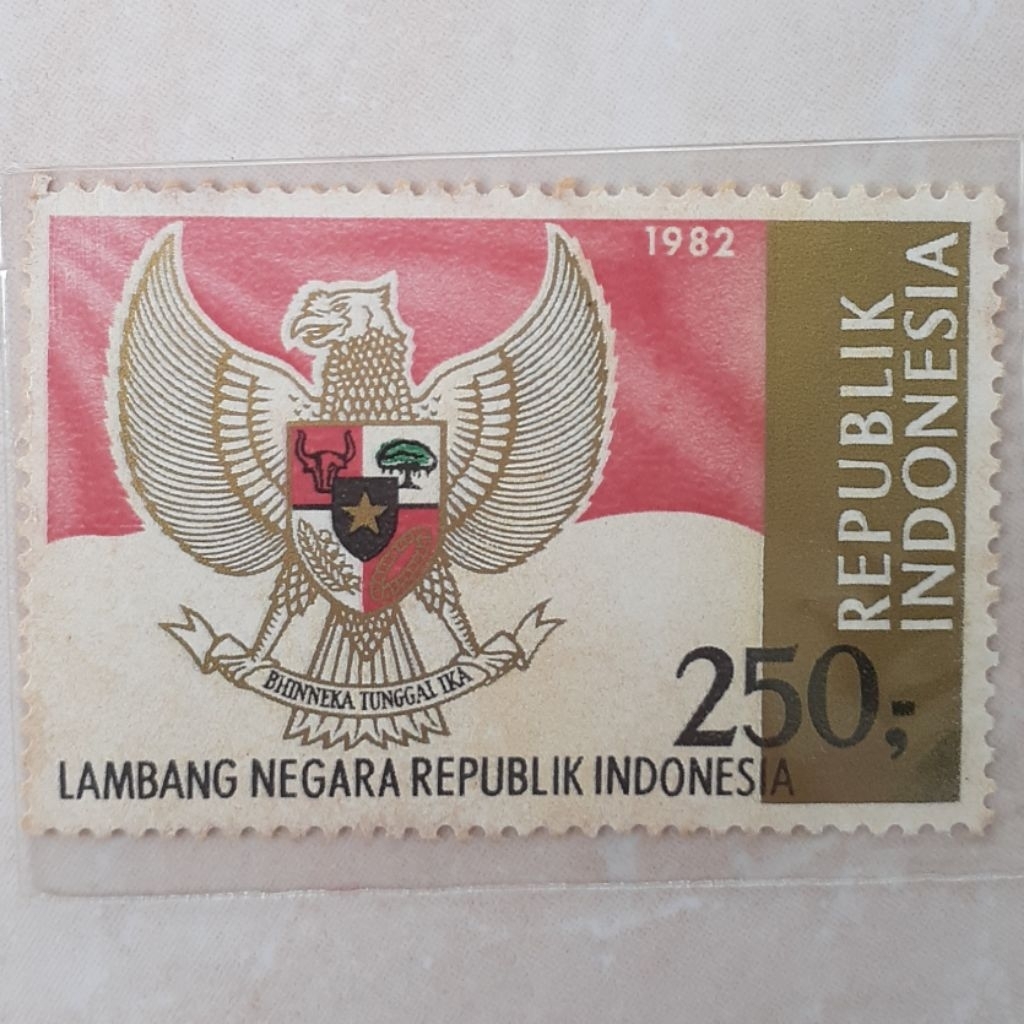 1982
REPUBLIK
INDONESIA
BHINNEKA TUNGGAL IKA
250,-
LAMBANG NEGARA REPUBLIK INDONESIA